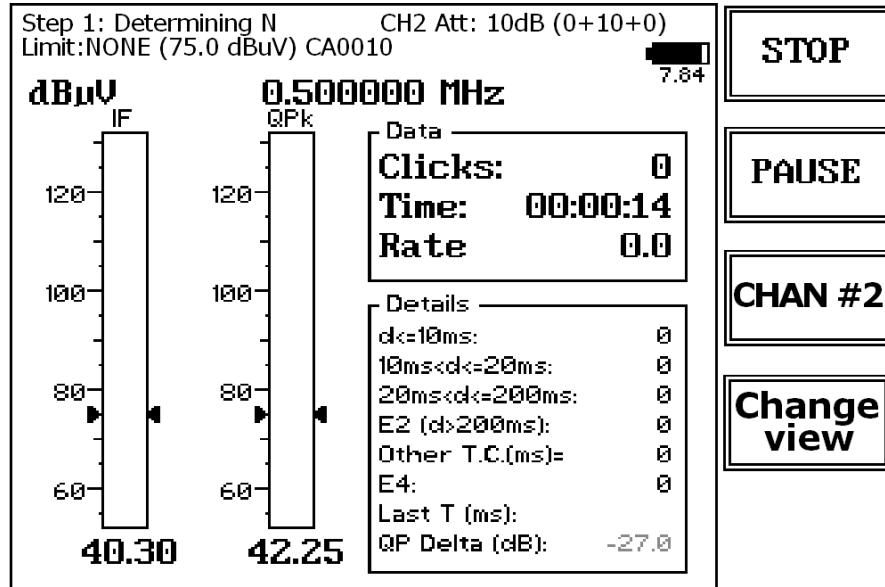 Step 1: Determining N CH2 Att: 10dB (0+10+0)
Limit:NONE (75.0 dBuV) CA0010
7.84
dBµV 0.500000 MHz
IF QPk
120 120
100 100
80 80
60 60
40.30 42.25
Data
Clicks: 0
Time: 00:00:14
Rate 0.0
Details
d<=10ms: 0
10ms<d<=20ms: 0
20ms<d<=200ms: 0
E2 (d>200ms): 0
Other T.C.(ms)= 0
E4: 0
Last T (ms):
QP Delta (dB): -27.0
STOP
PAUSE
CHAN #2
Change
view